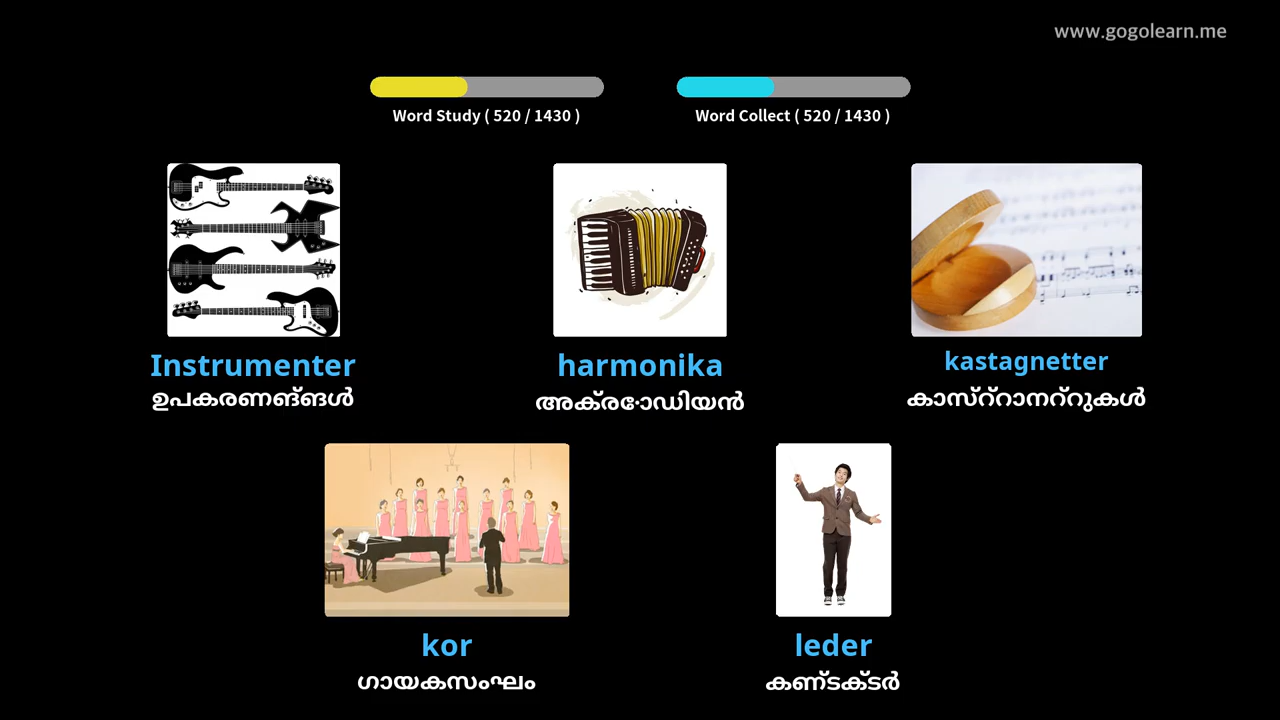 www.gogolearn.me
Word Study ( 520 / 1430 )
Word Collect ( 520 / 1430 )
Instrumenter
harmonika
kastagnetter
ഉപകരണങ്ങൾ
അക്രോഡിയൻ
കാസ്റ്റാനറ്റുകൾ
kor
leder
ഗായകസംഘം
കണ്ടക്ടർ